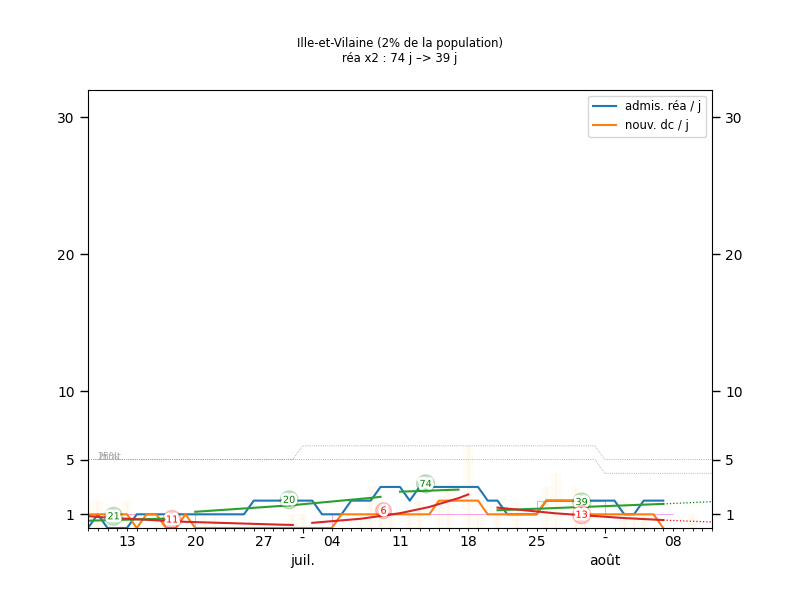 Ille-et-Vilaine (2% de la population)
réa x2 : 74 j –> 39 j
admis. réa / j
nouv. dc / j
30 30
20 20
10 10
5 5
1 1
21 11 20 6 74 39 13
13 20 27 - 04 11 18 25 - 08
juil. août